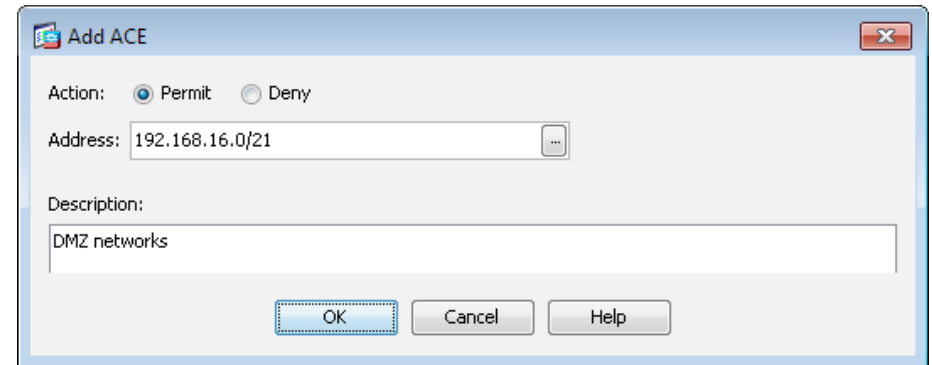 Add ACE
Action: Permit Deny
Address: 192.168.16.0/21 ...
Description:
DMZ networks
OK Cancel Help